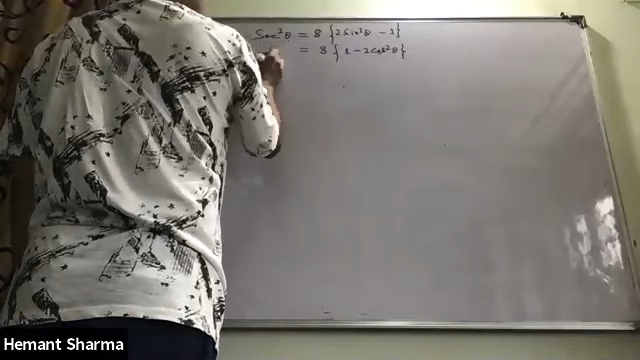 Sec²θ = 8 {2sin²θ - 1}
= 8 {1 - 2cos²θ}
Hemant Sharma